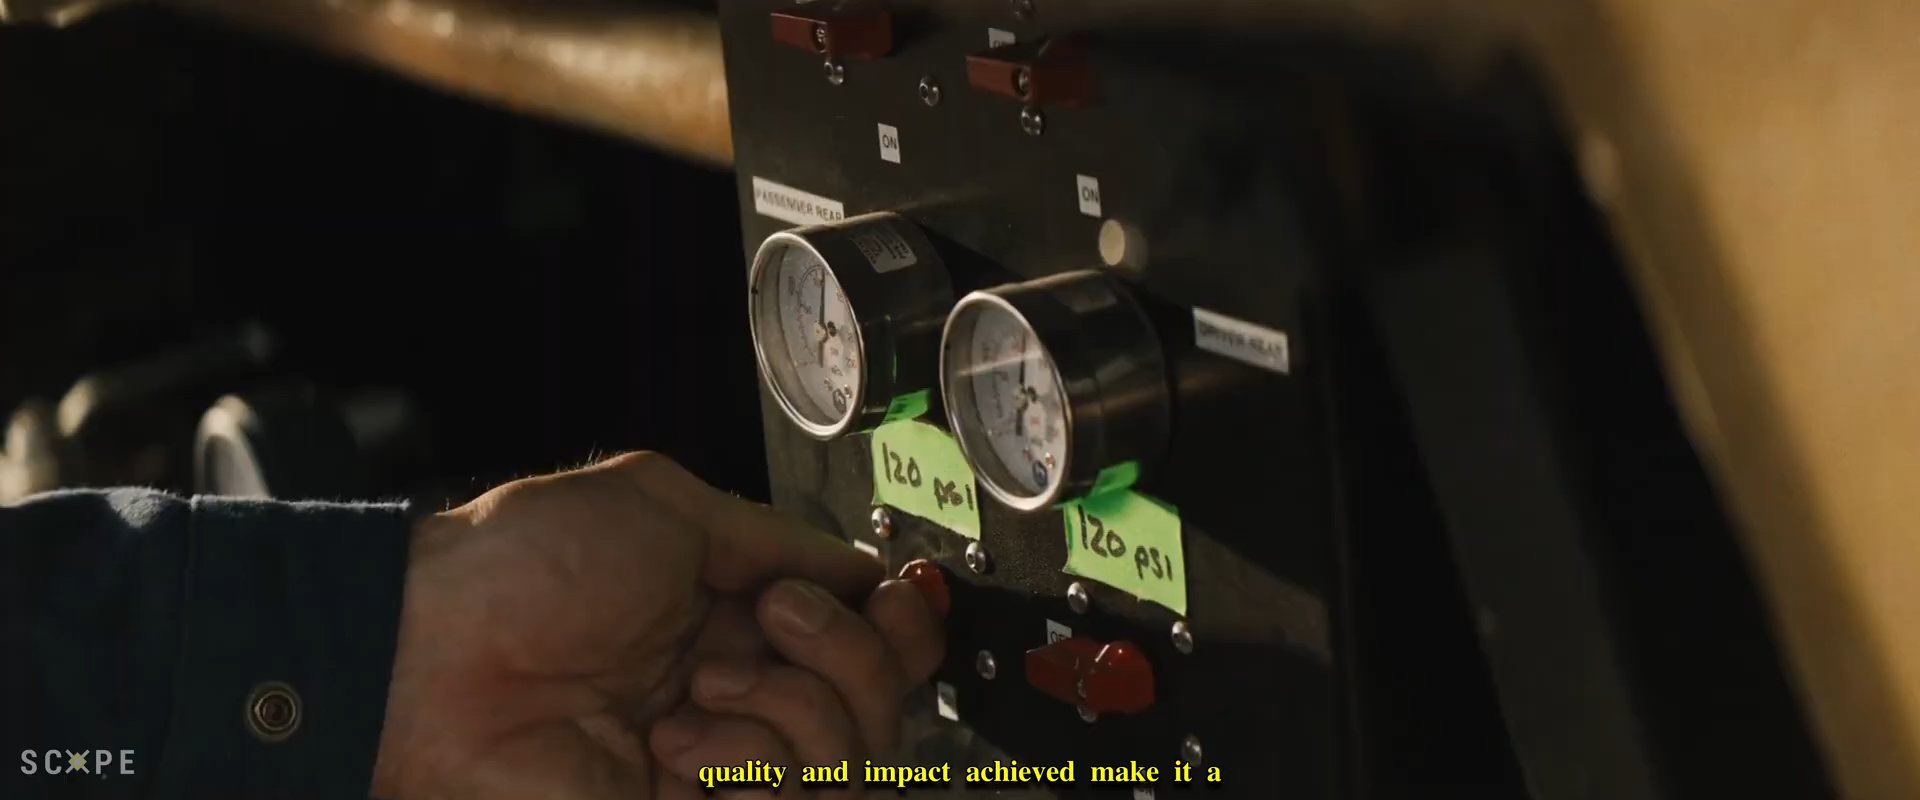 ON
ON
PASSENGER REAR
DRIVER REAR
120 psi
120 psi
SCOPE
quality and impact achieved make it a